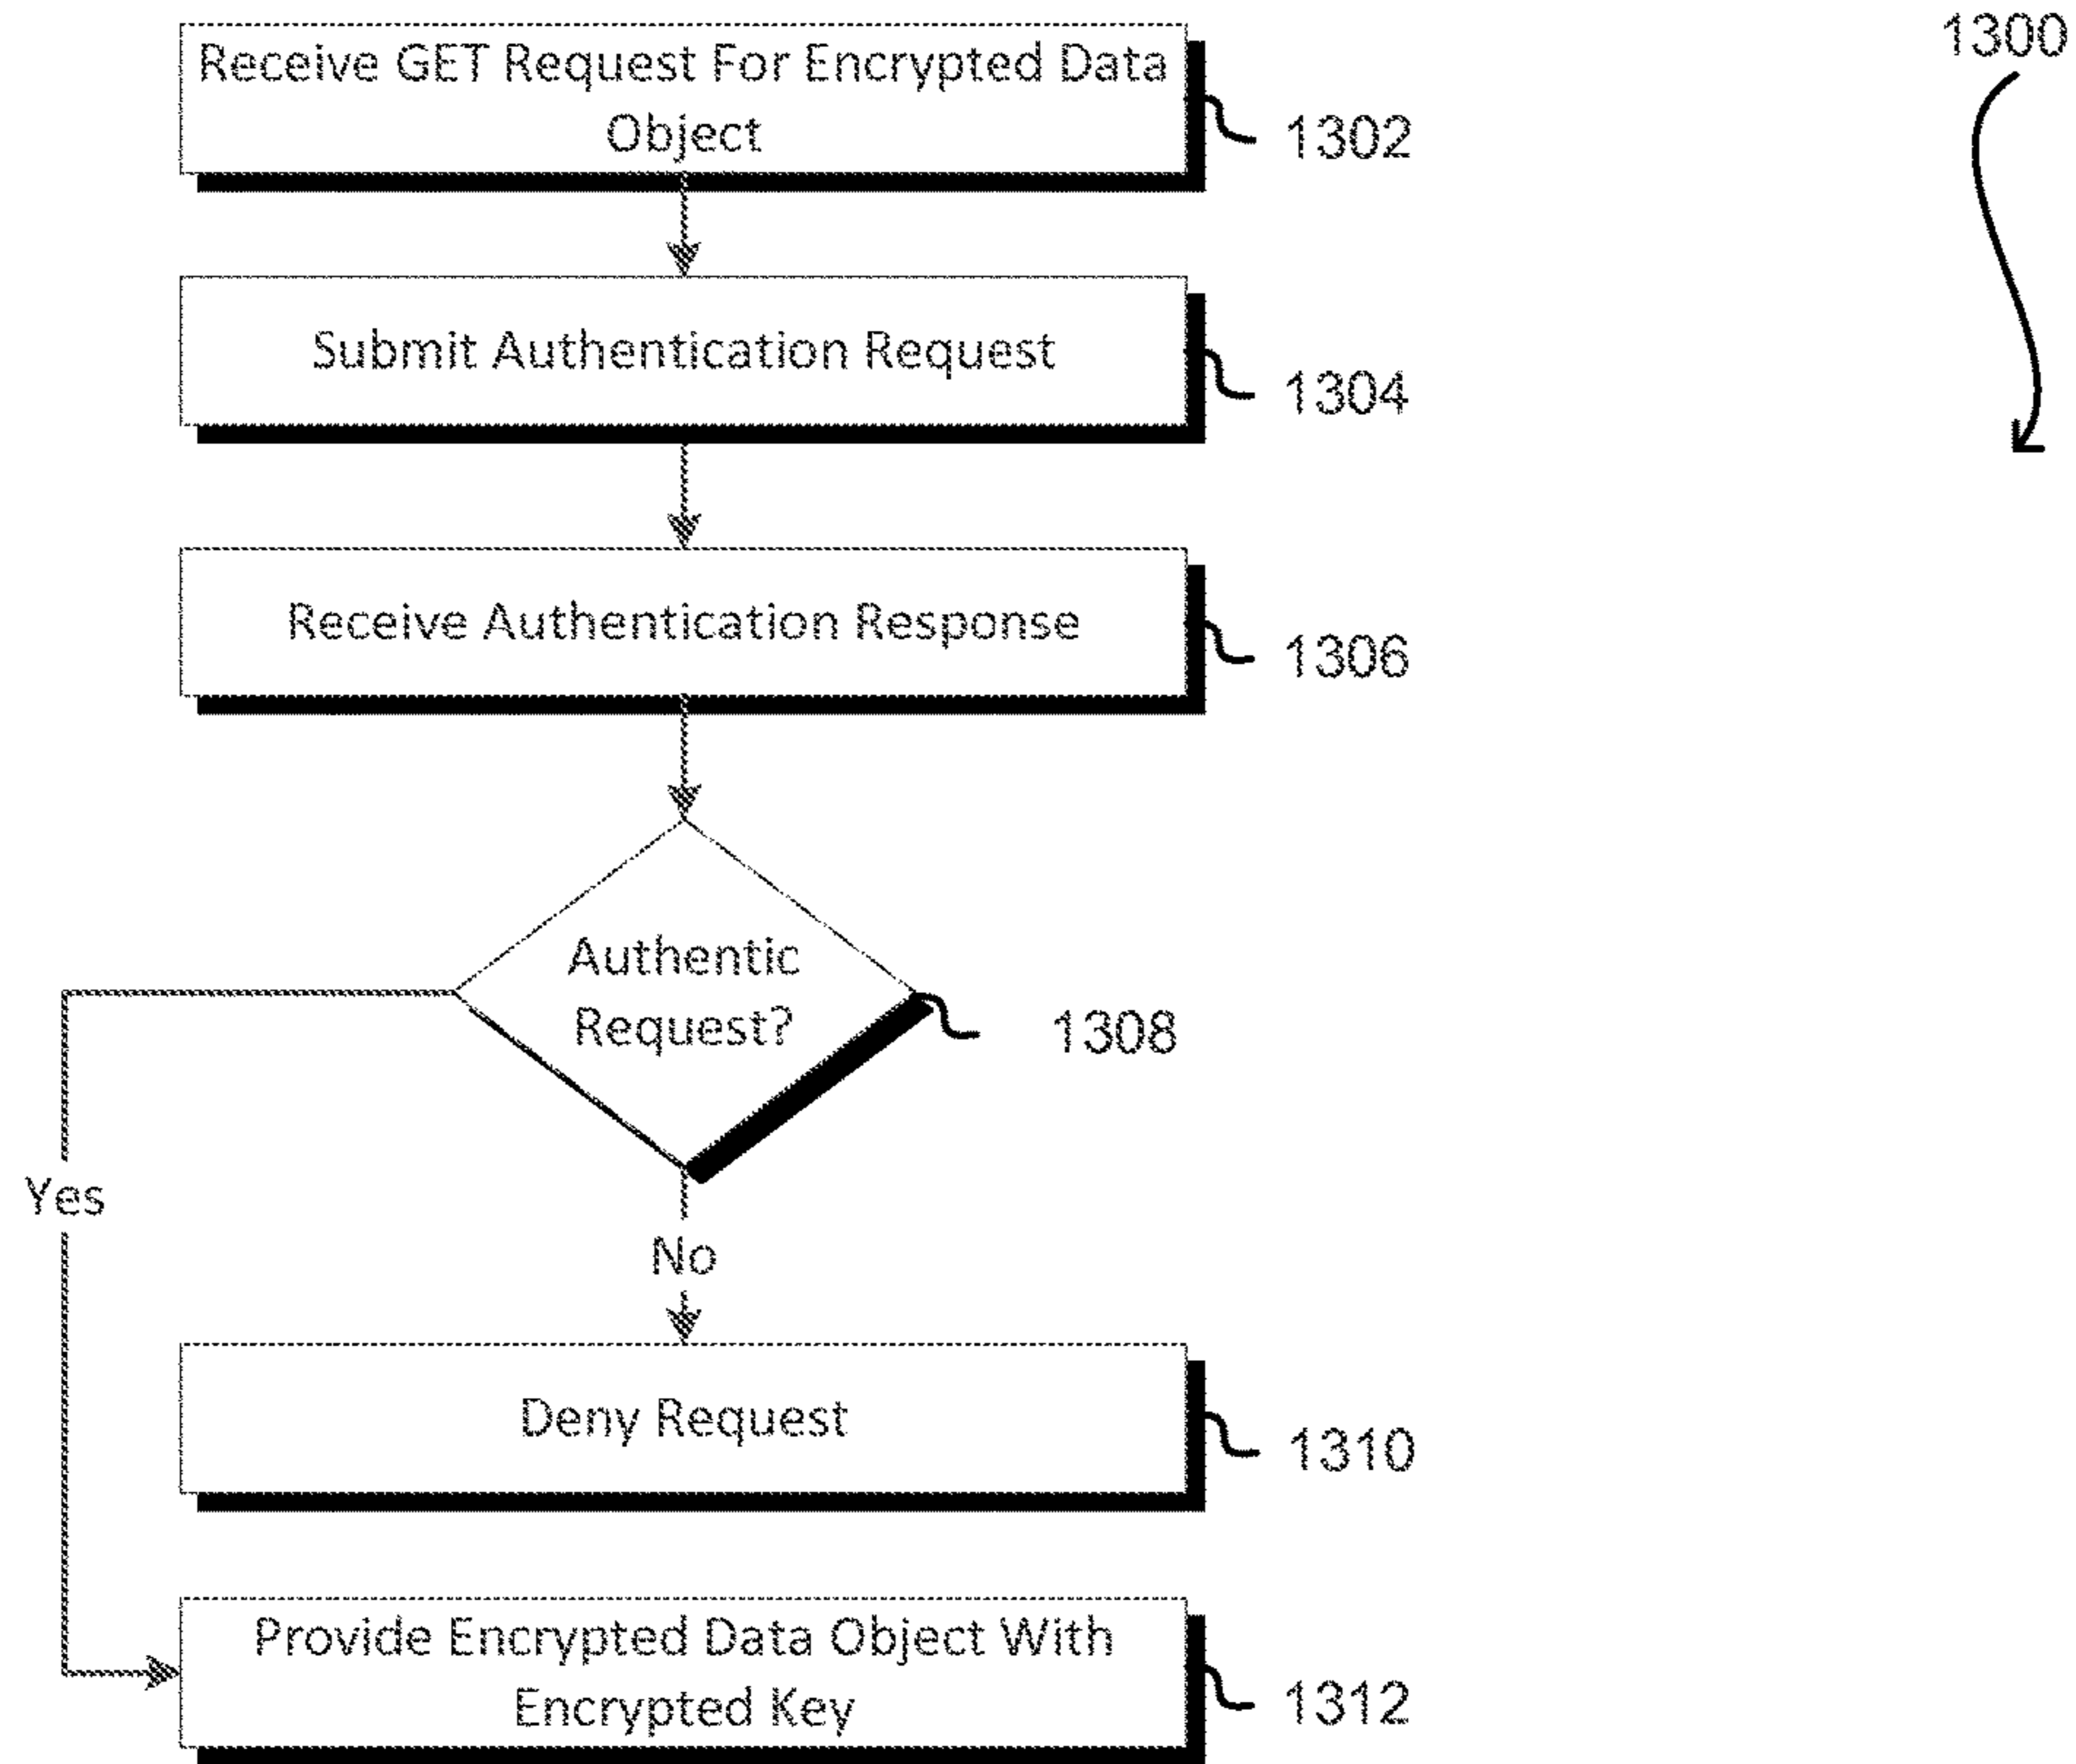 1300
Receive GET Request For Encrypted Data
Object
1302
Submit Authentication Request
1304
Receive Authentication Response
1306
Authentic
Request?
1308
Yes
No
Deny Request
1310
Provide Encrypted Data Object With
Encrypted Key
1312